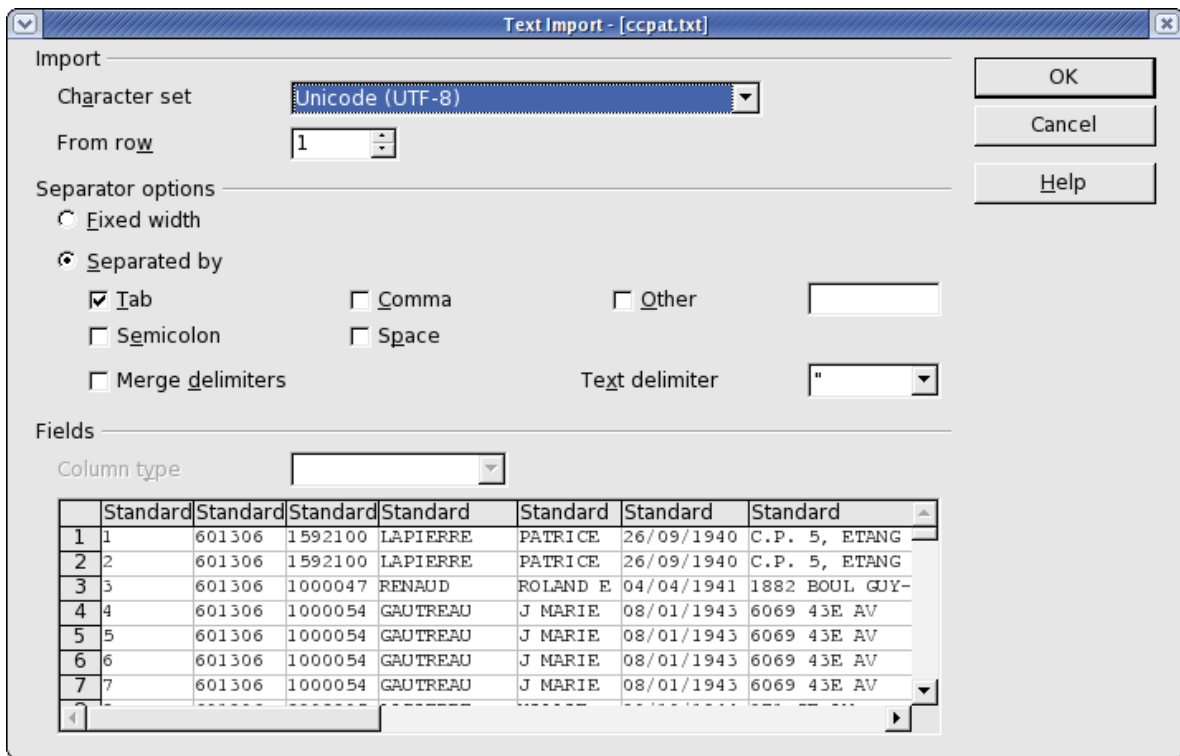 Text Import - [ccpat.txt]
Import
Character set Unicode (UTF-8)
From row 1
OK
Cancel
Help
Separator options
Fixed width
Separated by
Tab Comma Other
Semicolon Space
Merge delimiters Text delimiter "
Fields
Column type
Standard Standard Standard Standard Standard Standard Standard
1 1 601306 1592100 LAPIERRE PATRICE 26/09/1940 C.P. 5, ETANG
2 2 601306 1592100 LAPIERRE PATRICE 26/09/1940 C.P. 5, ETANG
3 3 601306 1000047 RENAUD ROLAND E 04/04/1941 1882 BOUL GUY-
4 4 601306 1000054 GAUTREAU J MARIE 08/01/1943 6069 43E AV
5 5 601306 1000054 GAUTREAU J MARIE 08/01/1943 6069 43E AV
6 6 601306 1000054 GAUTREAU J MARIE 08/01/1943 6069 43E AV
7 7 601306 1000054 GAUTREAU J MARIE 08/01/1943 6069 43E AV